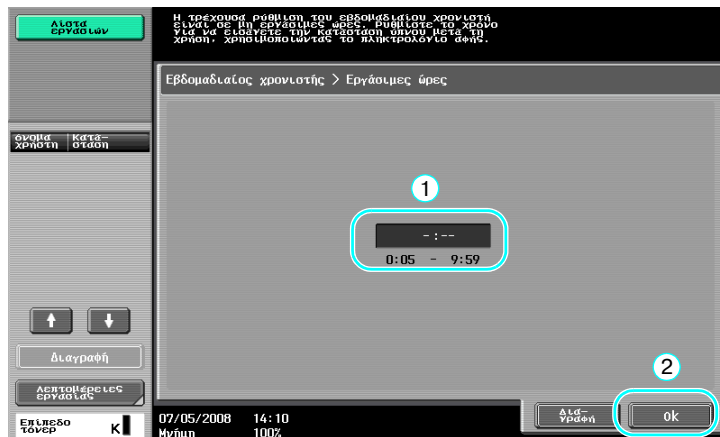 Λίστα
εργασιών
Η τρέχουσα ρύθμιση του εβδομαδιαίου χρονιστή
είναι σε μη εργάσιμες ώρες. Ρυθμίστε το χρόνο
για να εισάγετε την κατάσταση ύπνου μετά τη
χρήση, χρησιμοποιώντας το πληκτρολόγιο αφής.
Εβδομαδιαίος χρονιστής > Εργάσιμες ώρες
όνομα Κατά-
χρήστη σταση
1
-:--
0:05 - 9:59
Διαγραφή
2
Λεπτομέρειες
εργασίας
Διά-
γραφή
ok
Επίπεδο
τόνερ K
07/05/2008 14:10
Μνήμη 100%